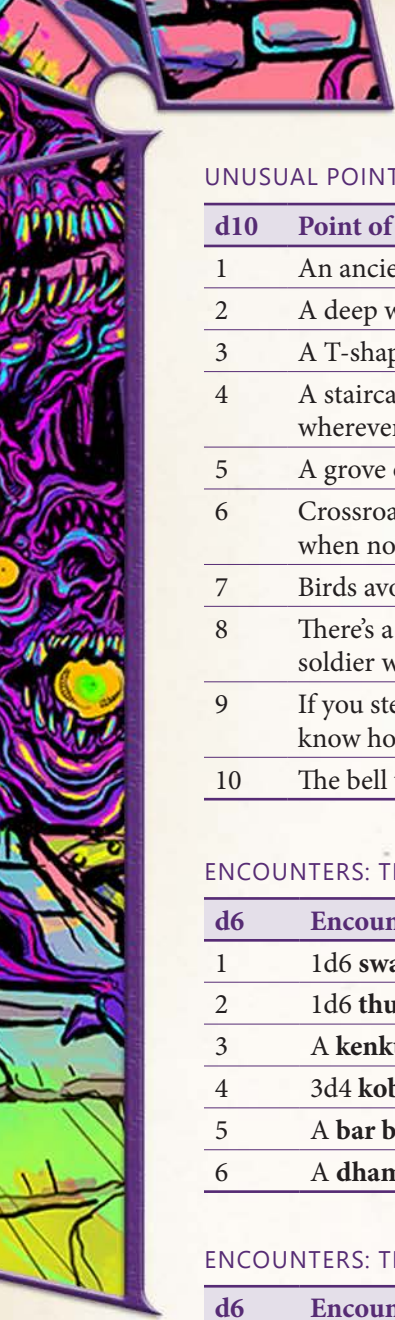 UNUSUAL POINT
d10 Point of
1 An ancie
2 A deep w
3 A T-shap
4 A stairca
wherever
5 A grove
6 Crossroa
when no
7 Birds avo
8 There’s a
soldier w
9 If you ste
know ho
10 The bell
ENCOUNTERS: T
d6 Encoun
1 1d6 swa
2 1d6 thu
3 A kenk
4 3d4 kob
5 A bar b
6 A dham
ENCOUNTERS: T
d6 Encoun